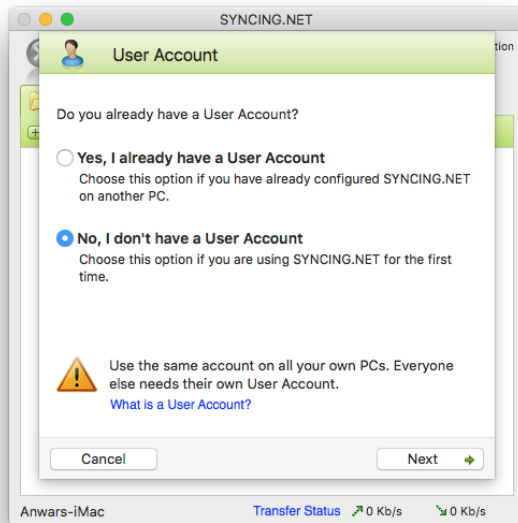 SYNCING.NET
tion
User Account
Do you already have a User Account?
Yes, I already have a User Account
Choose this option if you have already configured SYNCING.NET
on another PC.
No, I don't have a User Account
Choose this option if you are using SYNCING.NET for the first
time.
Use the same account on all your own PCs. Everyone
else needs their own User Account.
What is a User Account?
Cancel
Next
Anwars-iMac
Transfer Status
0 Kb/s
0 Kb/s